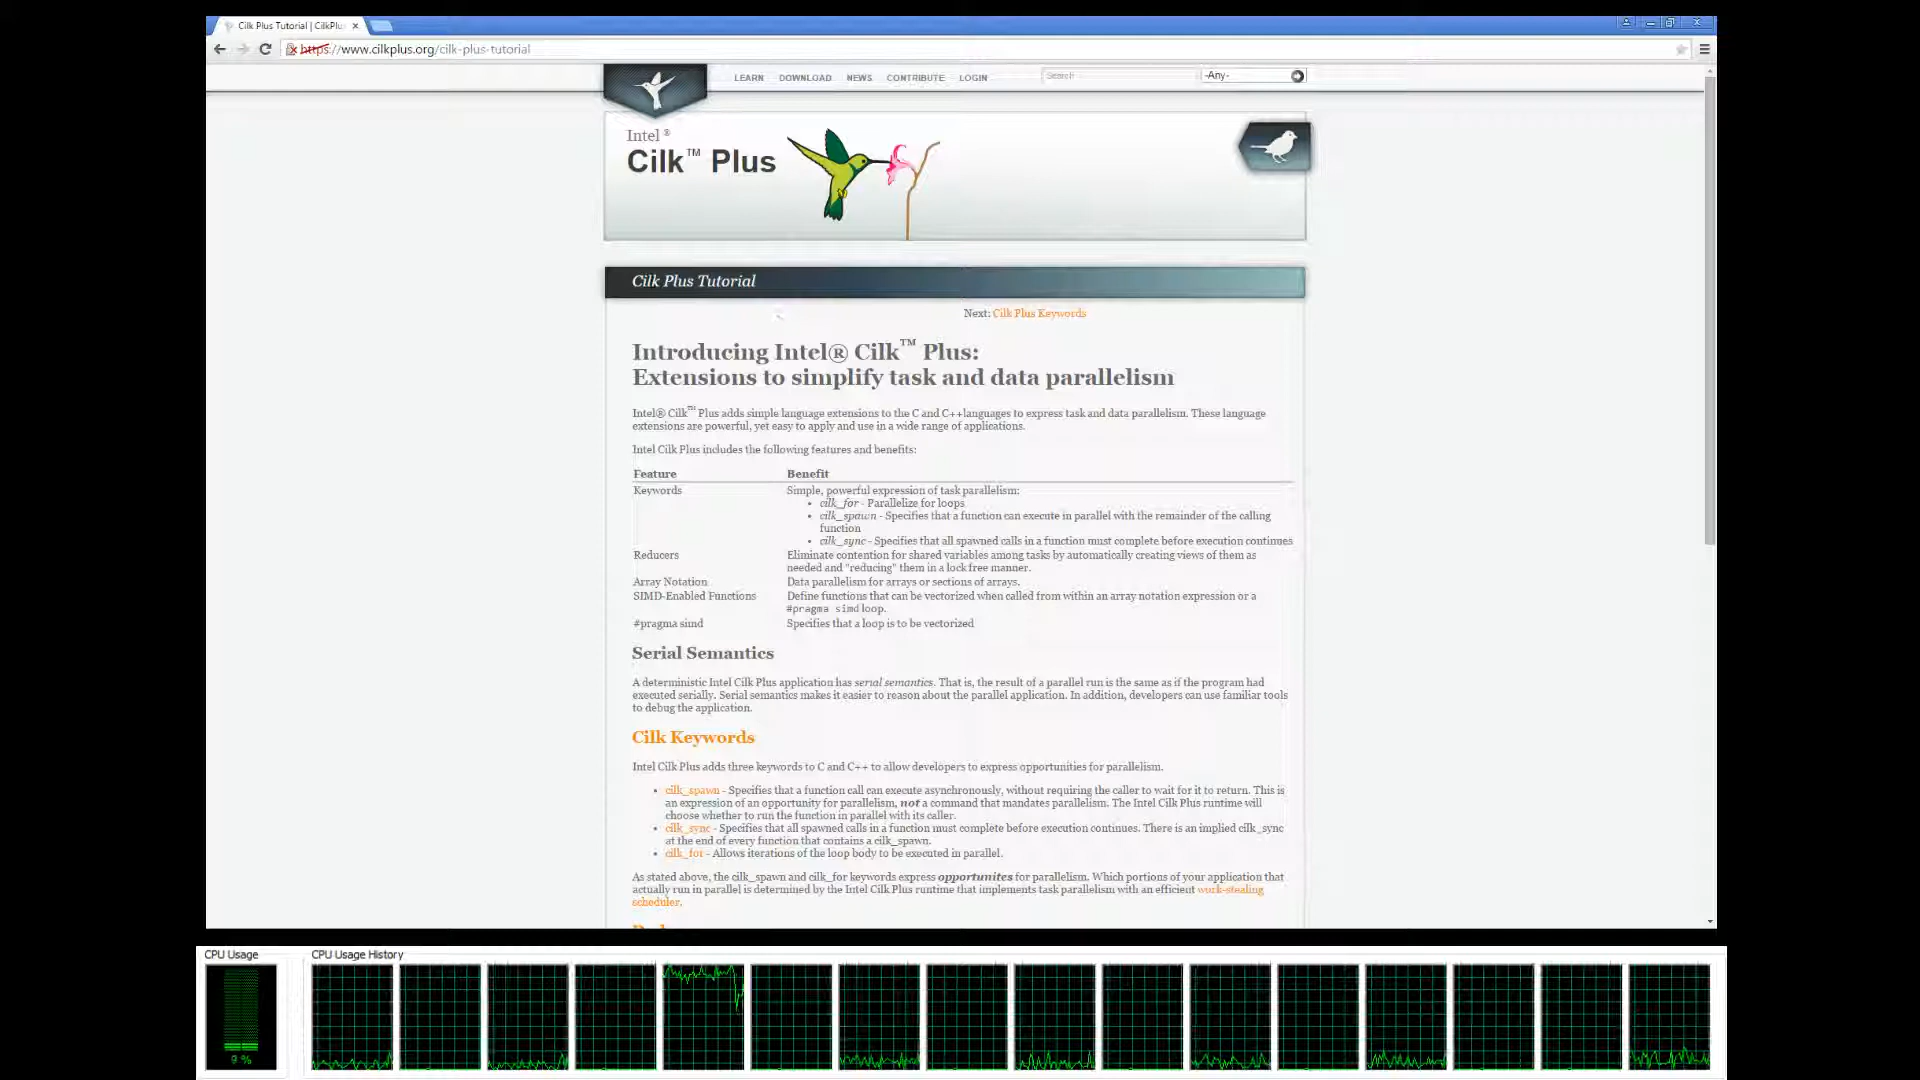 Cilk Plus Tutorial | CilkPlu
https://www.cilkplus.org/cilk-plus-tutorial
LEARN DOWNLOAD NEWS CONTRIBUTE LOGIN Search -Any-
Intel ®
Cilk™ Plus
Cilk Plus Tutorial
Next: Cilk Plus Keywords
Introducing Intel® Cilk™ Plus:
Extensions to simplify task and data parallelism
Intel® Cilk™ Plus adds simple language extensions to the C and C++ languages to express task and data parallelism. These language
extensions are powerful, yet easy to apply and use in a wide range of applications.
Intel Cilk Plus includes the following features and benefits:
Feature Benefit
Keywords Simple, powerful expression of task parallelism:
• cilk_for - Parallelize for loops
• cilk_spawn - Specifies that a function can execute in parallel with the remainder of the calling
function
• cilk_sync - Specifies that all spawned calls in a function must complete before execution continues
Reducers Eliminate contention for shared variables among tasks by automatically creating views of them as
needed and "reducing" them in a lock free manner.
Array Notation Data parallelism for arrays or sections of arrays.
SIMD-Enabled Functions Define functions that can be vectorized when called from within an array notation expression or a
#pragma simd loop.
#pragma simd Specifies that a loop is to be vectorized
Serial Semantics
A deterministic Intel Cilk Plus application has serial semantics. That is, the result of a parallel run is the same as if the program had
executed serially. Serial semantics makes it easier to reason about the parallel application. In addition, developers can use familiar tools
to debug the application.
Cilk Keywords
Intel Cilk Plus adds three keywords to C and C++ to allow developers to express opportunities for parallelism.
• cilk_spawn - Specifies that a function call can execute asynchronously, without requiring the caller to wait for it to return. This is
an expression of an opportunity for parallelism, not a command that mandates parallelism. The Intel Cilk Plus runtime will
choose whether to run the function in parallel with its caller.
• cilk_sync - Specifies that all spawned calls in a function must complete before execution continues. There is an implied cilk_sync
at the end of every function that contains a cilk_spawn.
• cilk_for - Allows iterations of the loop body to be executed in parallel.
As stated above, the cilk_spawn and cilk_for keywords express opportunites for parallelism. Which portions of your application that
actually run in parallel is determined by the Intel Cilk Plus runtime that implements task parallelism with an efficient work-stealing
scheduler.
CPU Usage CPU Usage History
9 %